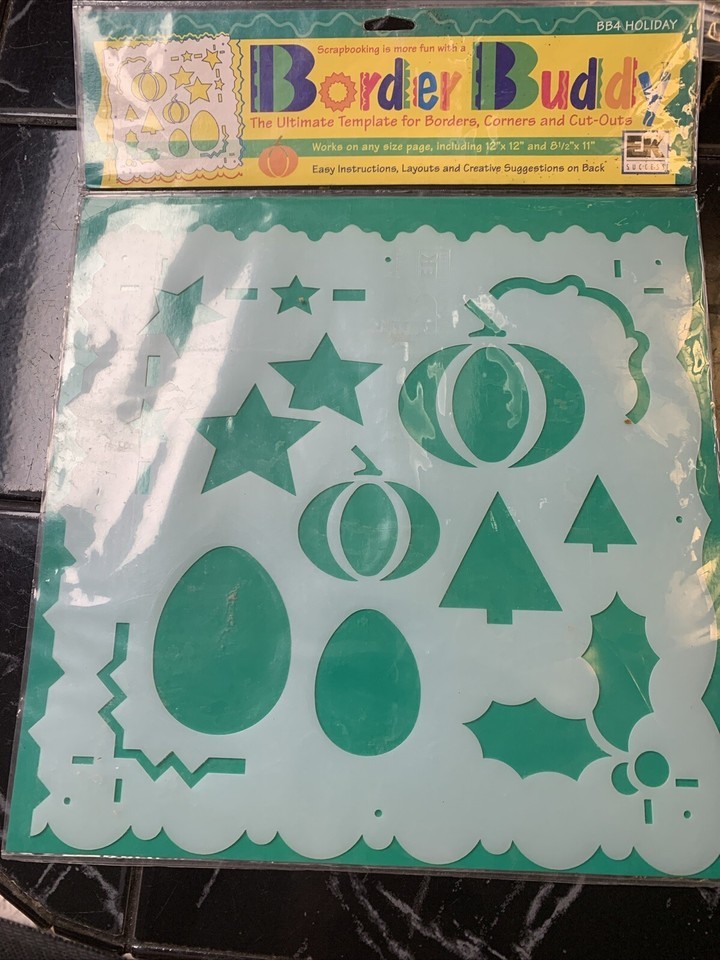 BB4 HOLIDAY
Scrapbooking is more fun with a
Border Buddy
The Ultimate Template for Borders, Corners and Cut-Outs
Works on any size page, including 12"x 12" and 8½"x 11"
EK
SUCCESS
Easy Instructions, Layouts and Creative Suggestions on Back